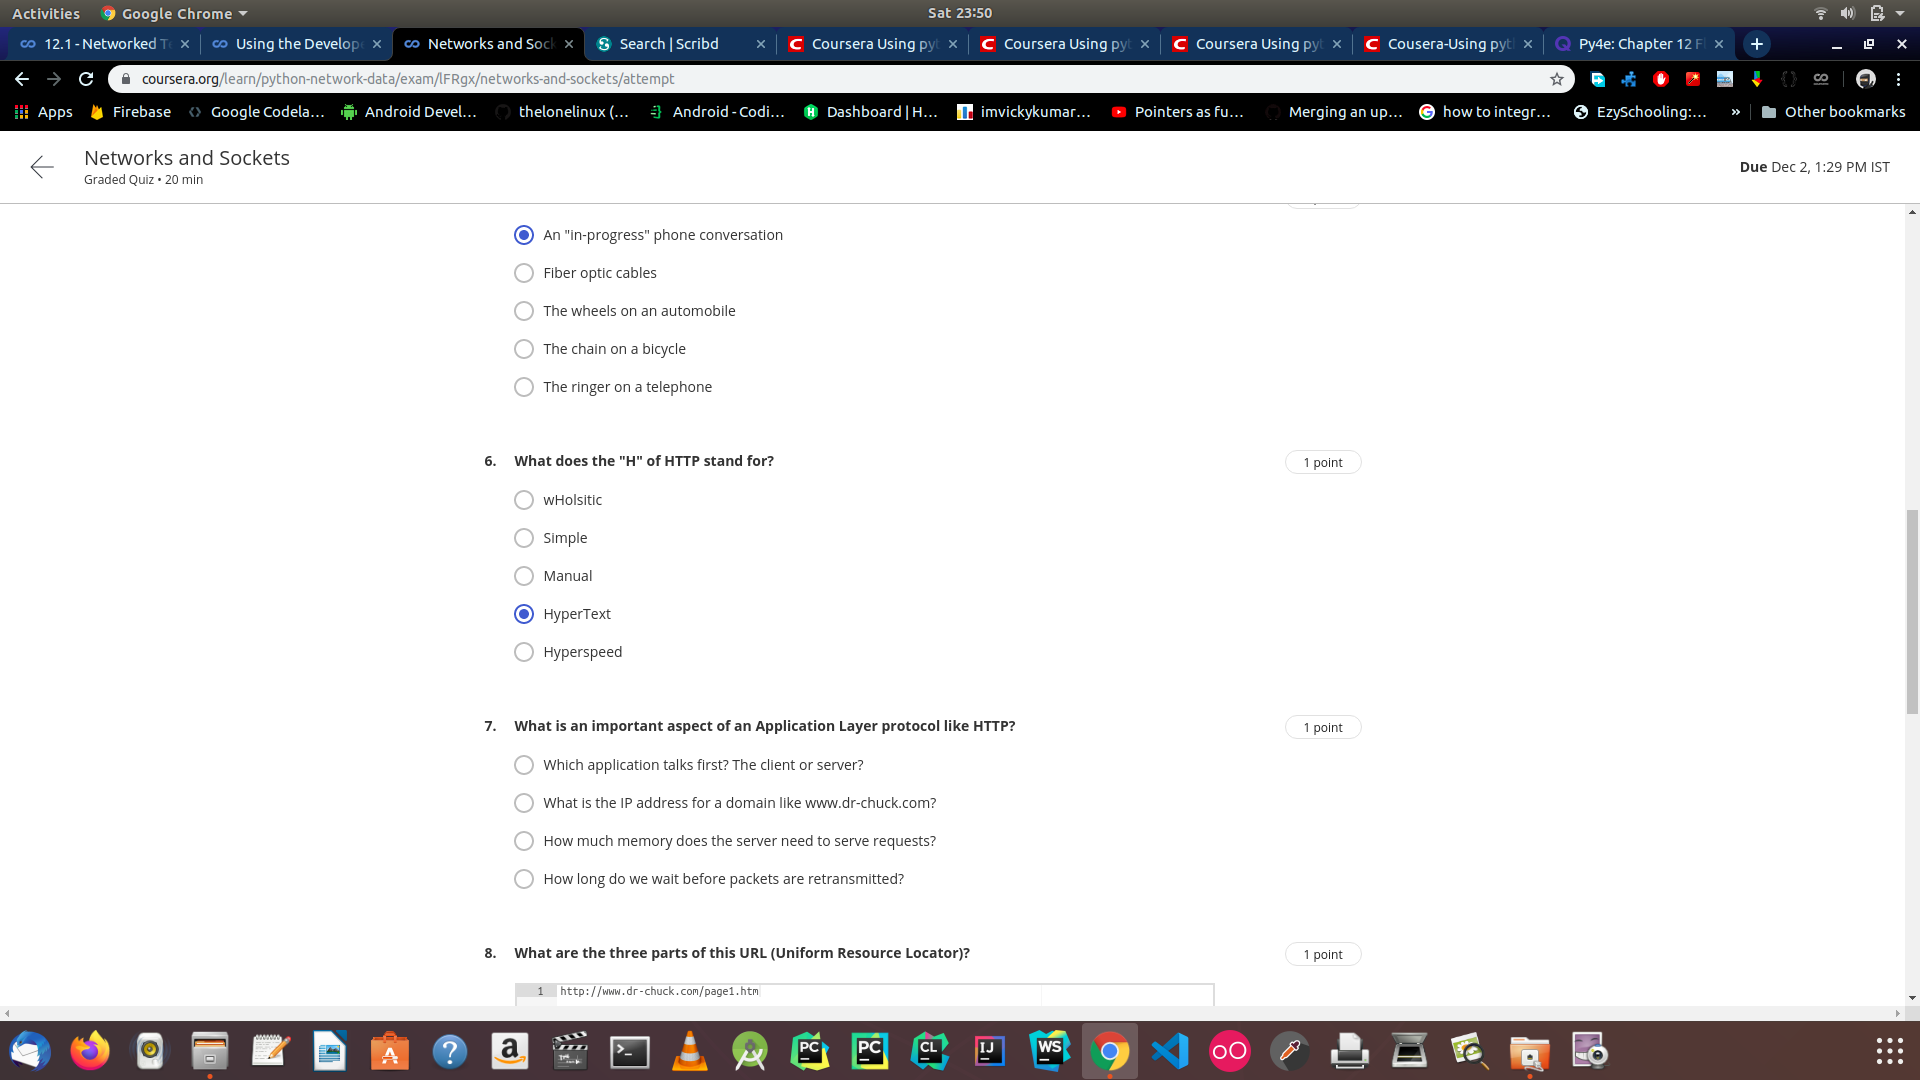 Activities
Google Chrome
Sat 23:50
12.1 - Networked Te
Using the Develope
Networks and Sock
Search | Scribd
Coursera Using pyt
Coursera Using pyt
Coursera Using pyt
Cousera-Using pyth
Py4e: Chapter 12 Fl
coursera.org/learn/python-network-data/exam/lFRgx/networks-and-sockets/attempt
Apps
Firebase
Google Codela...
Android Devel...
thelonelinux (...
Android - Codi...
Dashboard | H...
imvickykumar...
Pointers as fu...
Merging an up...
how to integr...
EzySchooling:...
»
Other bookmarks
Networks and Sockets
Graded Quiz • 20 min
Due Dec 2, 1:29 PM IST
An "in-progress" phone conversation
Fiber optic cables
The wheels on an automobile
The chain on a bicycle
The ringer on a telephone
6. What does the "H" of HTTP stand for?
1 point
wHolsitic
Simple
Manual
HyperText
Hyperspeed
7. What is an important aspect of an Application Layer protocol like HTTP?
1 point
Which application talks first? The client or server?
What is the IP address for a domain like www.dr-chuck.com?
How much memory does the server need to serve requests?
How long do we wait before packets are retransmitted?
8. What are the three parts of this URL (Uniform Resource Locator)?
1 point
1 http://www.dr-chuck.com/page1.htm